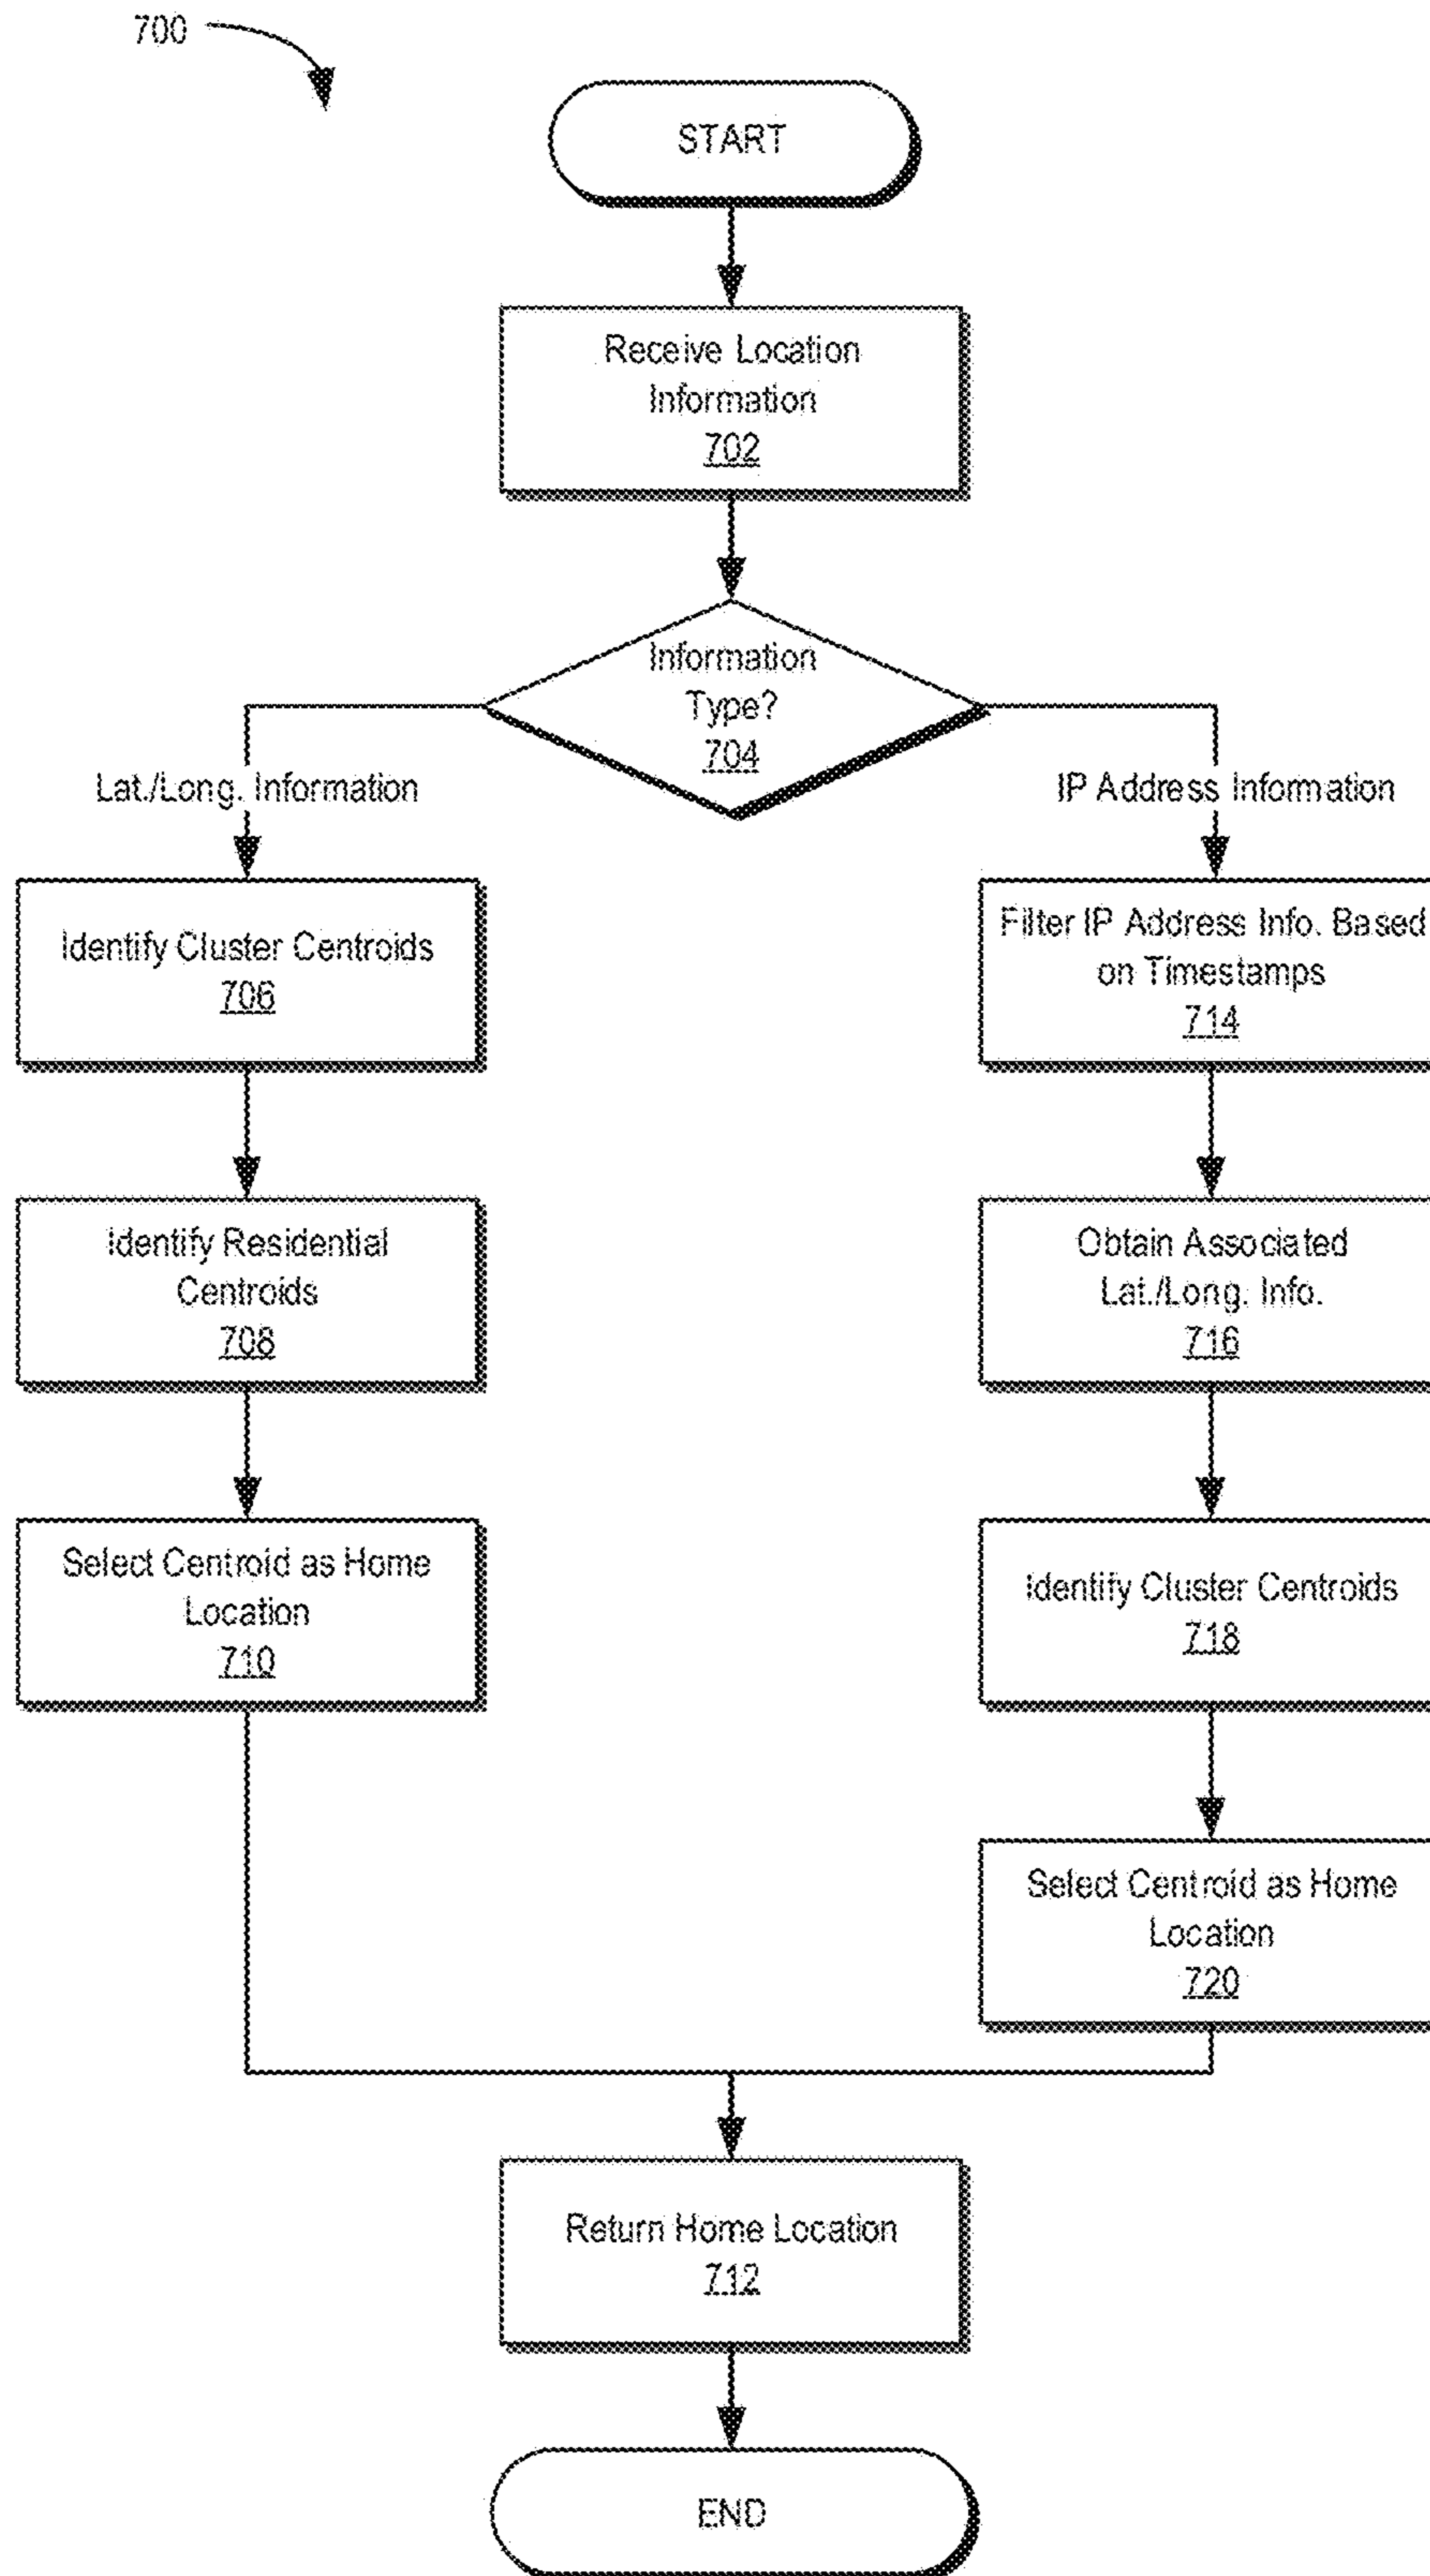 700
START
Receive Location
Information
702
Information
Type?
704
Lat./Long. Information
IP Address Information
Identify Cluster Centroids
706
Filter IP Address Info. Based
on Timestamps
714
Identify Residential
Centroids
708
Obtain Associated
Lat./Long. Info.
716
Select Centroid as Home
Location
710
Identify Cluster Centroids
718
Select Centroid as Home
Location
720
Return Home Location
712
END